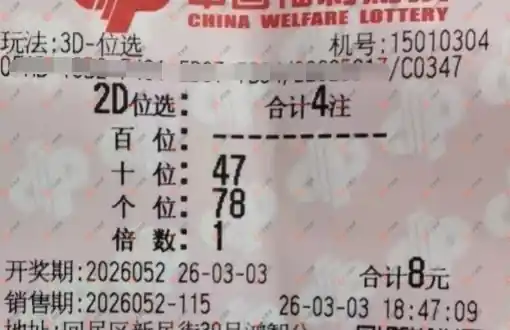 CHINA WELFARE LOTTERY
玩法:3D-位选 机号:15010304
/C0347
2D位选: 合计4注
百 位: -----------
十 位: 47
个 位: 78
倍 数: 1
开奖期:2026052 26-03-03 合计8元
销售期:2026052-115 26-03-03 18:47:09